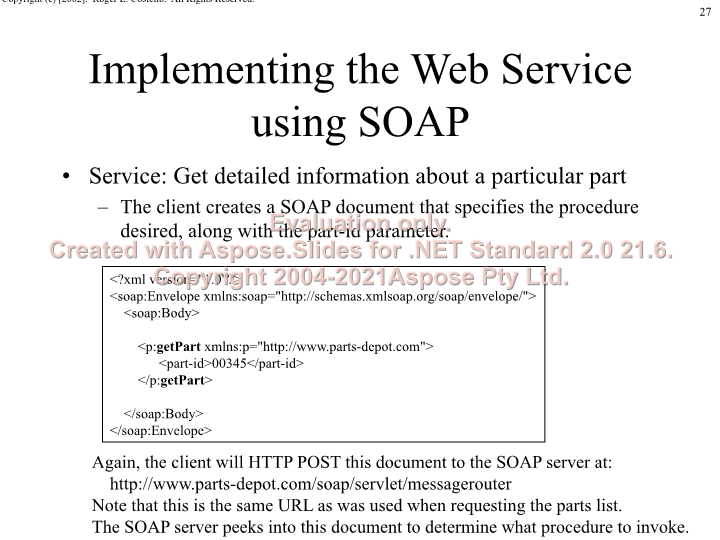 Copyright (c) [2002]. Roger L. Costello. All Rights Reserved.
27
Implementing the Web Service
using SOAP
• Service: Get detailed information about a particular part
– The client creates a SOAP document that specifies the procedure
desired, along with the part-id parameter.
Evaluation only.
Created with Aspose.Slides for .NET Standard 2.0 21.6.
Copyright 2004-2021Aspose Pty Ltd.
<?xml version="1.0"?>
<soap:Envelope xmlns:soap="http://schemas.xmlsoap.org/soap/envelope/">
<soap:Body>
<p:getPart xmlns:p="http://www.parts-depot.com">
<part-id>00345</part-id>
</p:getPart>
</soap:Body>
</soap:Envelope>
Again, the client will HTTP POST this document to the SOAP server at:
http://www.parts-depot.com/soap/servlet/messagerouter
Note that this is the same URL as was used when requesting the parts list.
The SOAP server peeks into this document to determine what procedure to invoke.